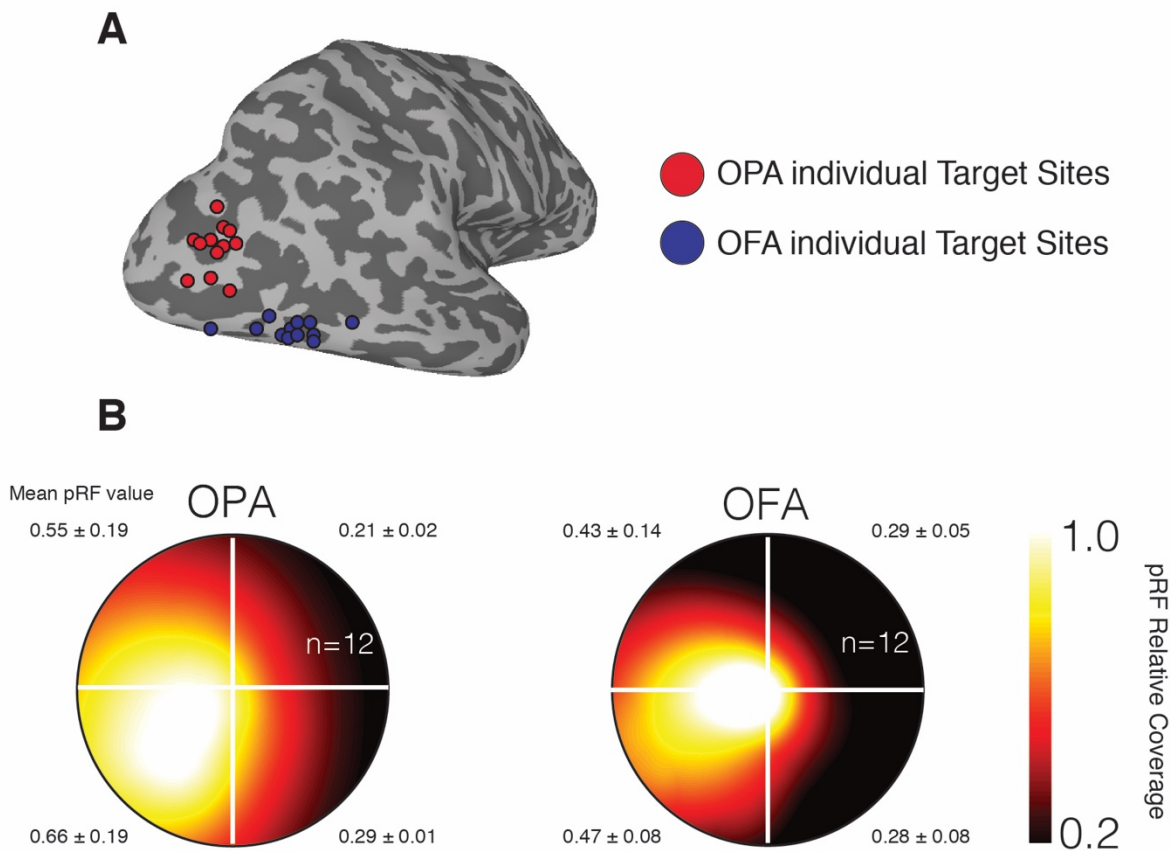 A
OPA individual Target Sites
OFA individual Target Sites
B
Mean pRF value
OPA
OFA
0.55 ± 0.19
0.21 ± 0.02
0.43 ± 0.14
0.29 ± 0.05
1.0
n=12
n=12
pRF Relative Coverage
0.2
0.66 ± 0.19
0.29 ± 0.01
0.47 ± 0.08
0.28 ± 0.08